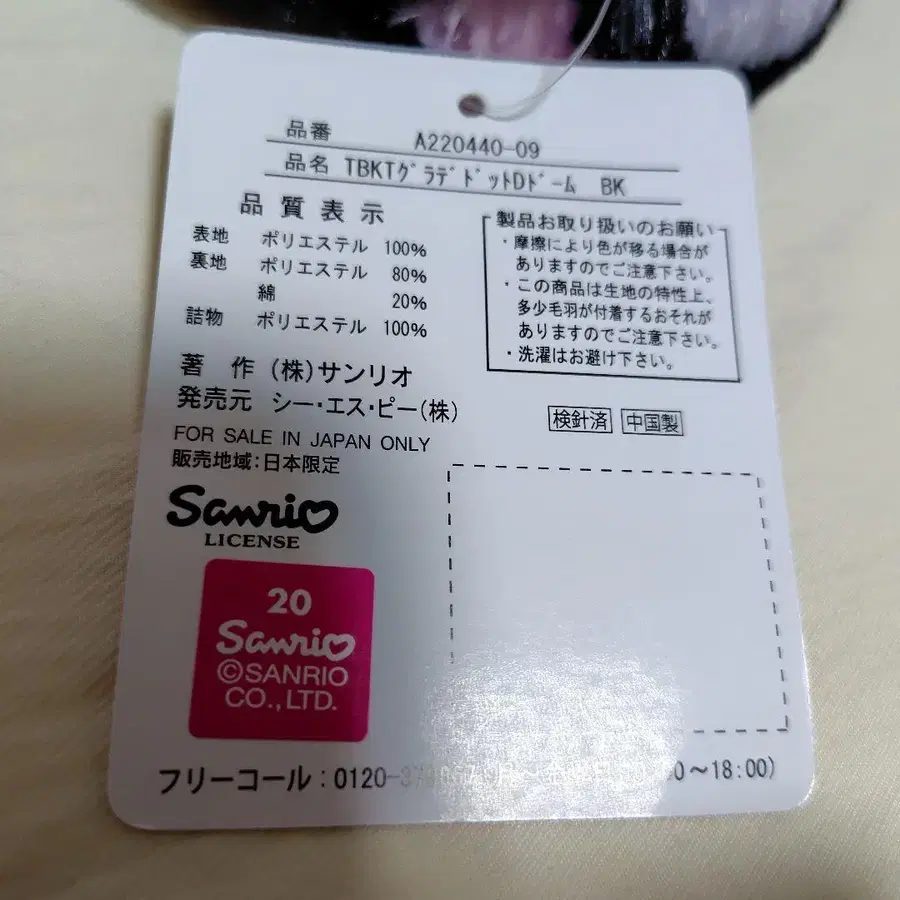 品番 A220440-09
品名 TBKTｸﾞﾗﾃﾞﾄﾞｯﾄDﾄﾞｰﾑ BK
品質表示
表地 ポリエステル 100%
裏地 ポリエステル 80%
綿 20%
詰物 ポリエステル 100%
製品お取り扱いのお願い
・摩擦により色が移る場合が
ありますのでご注意下さい。
・この商品は生地の特性上、
多少毛羽が付着するおそれが
ありますのでご注意下さい。
・洗濯はお避け下さい。
著作 (株)サンリオ
発売元 シー・エス・ピー(株)
検針済 中国製
FOR SALE IN JAPAN ONLY
販売地域:日本限定
Sanrio
LICENSE
20
Sanrio
©SANRIO
CO.,LTD.
フリーコール:0120- 0～18:00)